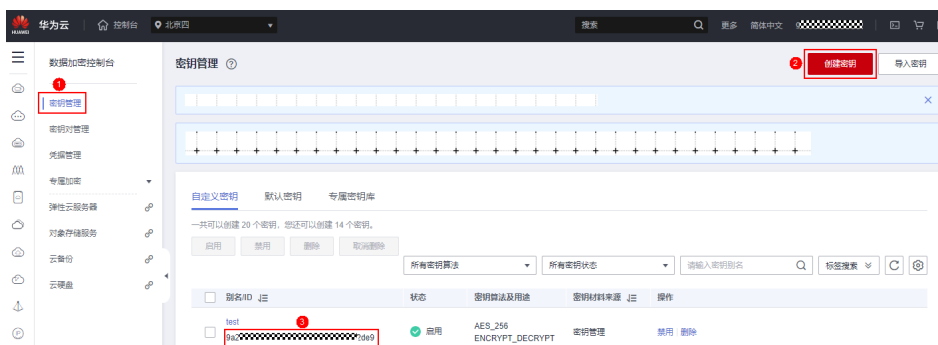 HUAWEI 华为云 控制台 北京四 搜索 更多 简体中文
数据加密控制台
密钥管理
2
创建密钥
导入密钥
1
密钥管理
密钥对管理
凭据管理
专属加密
弹性云服务器
对象存储服务
云备份
云硬盘
自定义密钥 默认密钥 专属密钥库
一共可以创建 20 个密钥，您还可以创建 14 个密钥。
启用 禁用 删除 取消删除
所有密钥算法 所有密钥状态 请输入密钥别名 标签搜索
别名/ID 状态 密钥算法及用途 密钥材料来源 操作
test
3
9a2 2de9
启用
AES_256
ENCRYPT_DECRYPT
密钥管理
禁用 删除